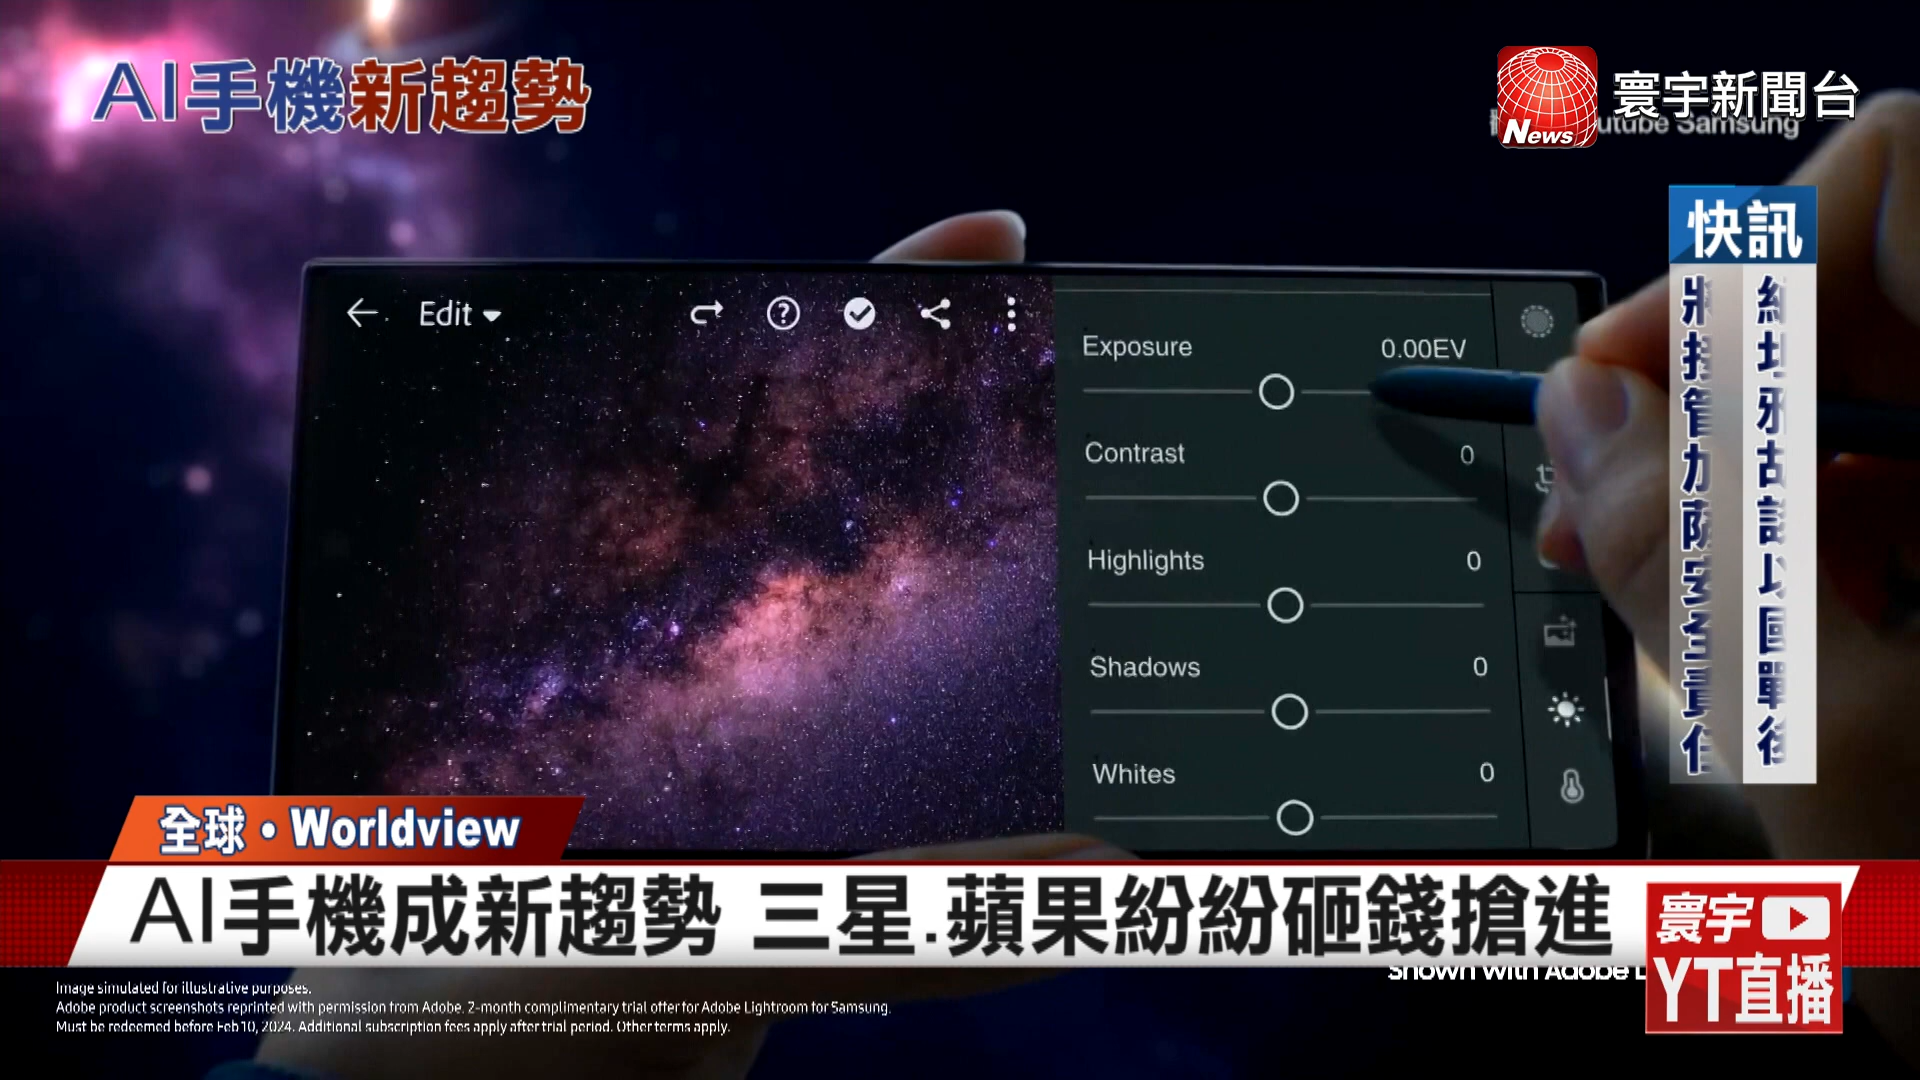 AI手機新趨勢
寰宇新聞台
News
utube Samsung
快訊
Edit
Exposure 0.00EV
Contrast 0
Highlights 0
Shadows 0
Whites 0
全球・Worldview
AI手機成新趨勢 三星.蘋果紛紛砸錢搶進
寰宇
YT直播
Shown with Adobe L
Image simulated for illustrative purposes.
Adobe product screenshots reprinted with permission from Adobe. 2-month complimentary trial offer for Adobe Lightroom for Samsung.
Must be redeemed before Feb 10, 2024. Additional subscription fees apply after trial period. Other terms apply.